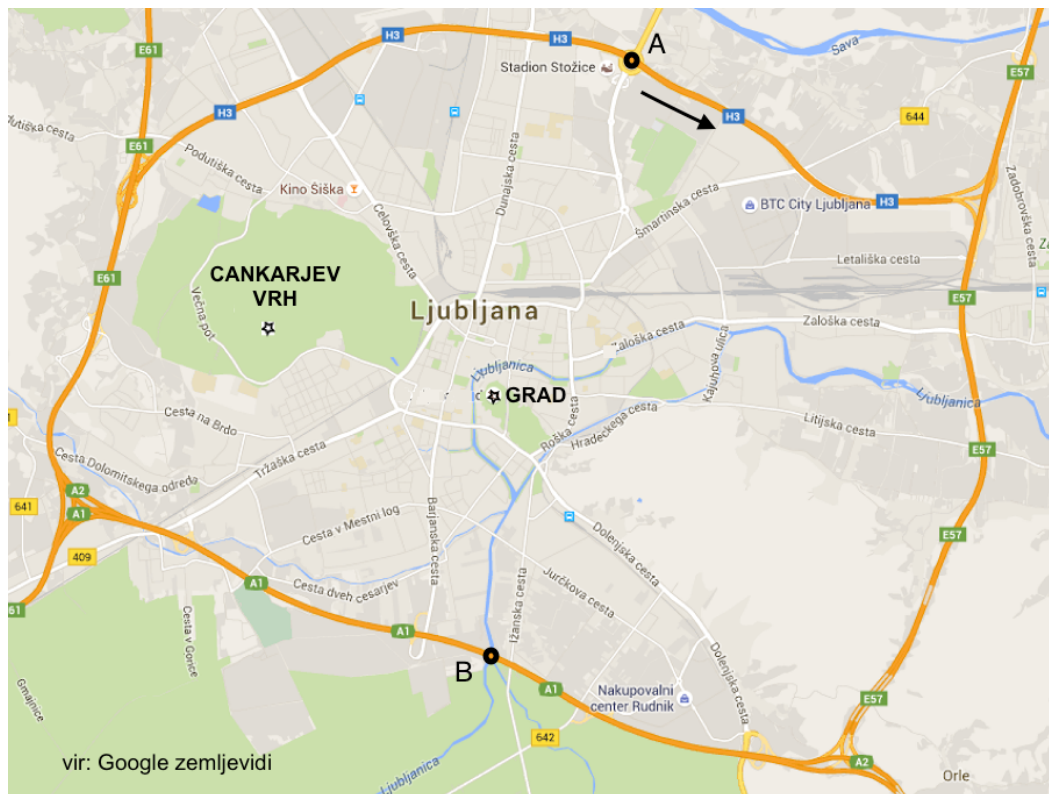 E61
H3
H3
A
Stadion Stožice
Sava
E57
H3
H3
644
E61
Podutiška cesta
Kino Šiška
Celovška cesta
Dunajska cesta
Šmartinska cesta
BTC City Ljubljana
H3
Zadobrovška cesta
Letališka cesta
E61
CANKARJEV
VRH
Večna pot
Ljubljana
E57
Zaloška cesta
Zaloška cesta
Kajuhova ulica
Ljubljanica
GRAD
Ljubljanica
Cesta na Brdo
Roška cesta
Hradeckega cesta
Litijska cesta
Tržaška cesta
Cesta Dolomitskega odreda
E57
A2
641
A1
Barjanska cesta
Cesta v Mestni log
Dolenjska cesta
E57
409
A1
Cesta dveh cesarjev
Ižanska cesta
Jurčkova cesta
61
Cesta v Gorice
A1
B
Dolenjska cesta
Gmajnice
A1
Nakupovalni
center Rudnik
E57
642
A2
vir: Google zemljevidi
Ljubljanica
Orle